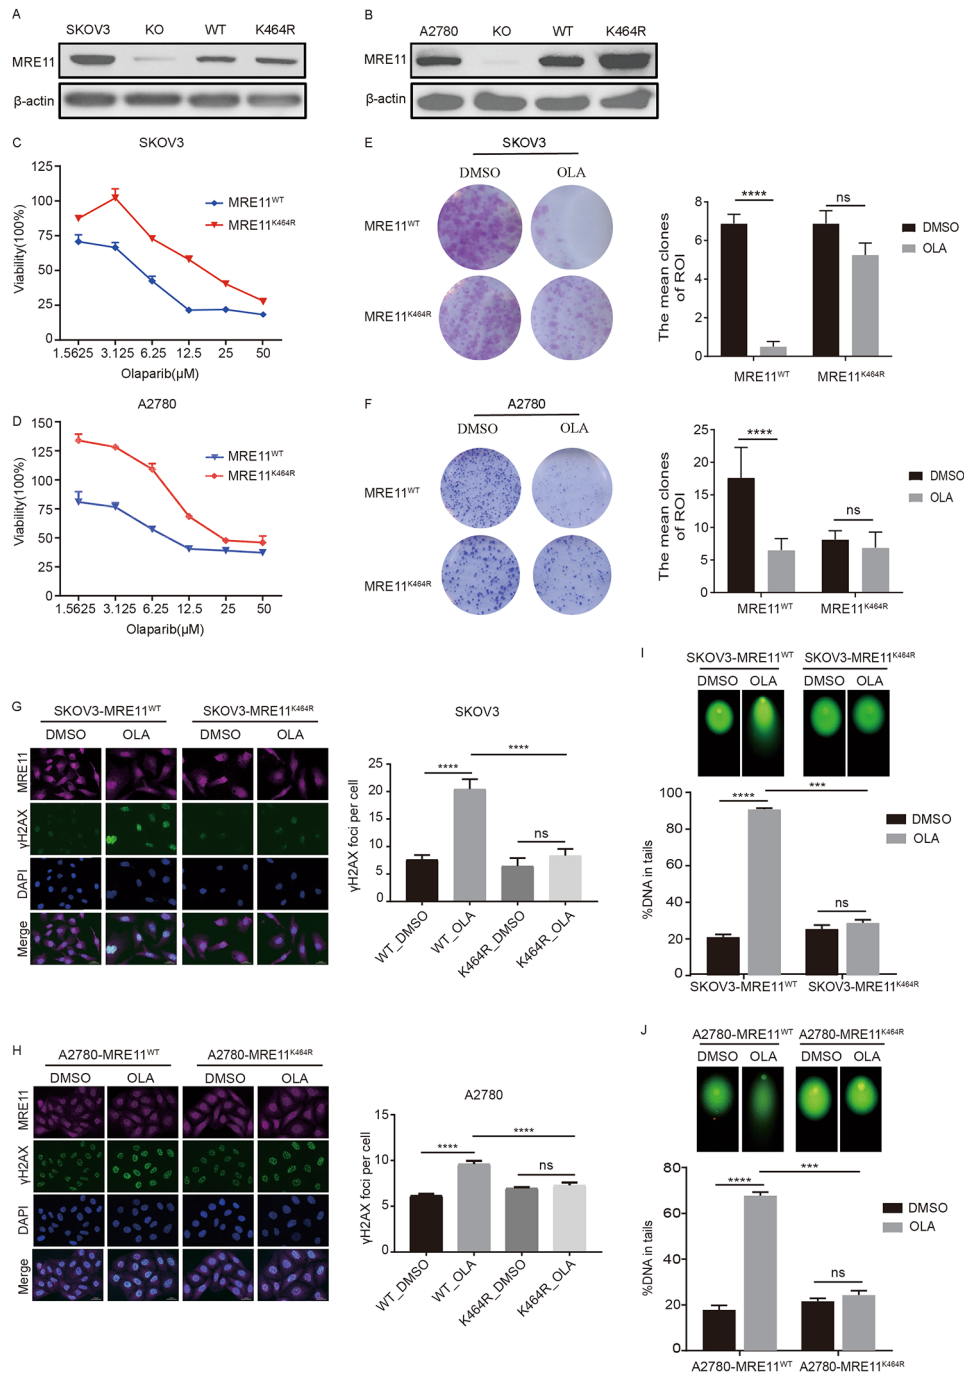 A
SKOV3 KO WT K464R
MRE11
β-actin
B
A2780 KO WT K464R
MRE11
β-actin
C
SKOV3
Viability(100%)
125
100
75
50
25
0
1.5625 3.125 6.25 12.5 25 50
Olaparib(μM)
MRE11WT
MRE11K464R
D
A2780
Viability(100%)
150
125
100
75
50
25
0
1.5625 3.125 6.25 12.5 25 50
Olaparib(μM)
MRE11WT
MRE11K464R
E
SKOV3
DMSO OLA
MRE11WT
MRE11K464R
The mean clones
of ROI
8
6
4
2
0
**** ns
DMSO
OLA
MRE11WT MRE11K464R
F
A2780
DMSO OLA
MRE11WT
MRE11K464R
The mean clones
of ROI
25
20
15
10
5
0
**** ns
DMSO
OLA
MRE11WT MRE11K464R
G
SKOV3-MRE11WT SKOV3-MRE11K464R
DMSO OLA DMSO OLA
MRE11
γH2AX
DAPI
Merge
SKOV3
γH2AX foci per cell
25
20
15
10
5
0
****
****
ns
WT_DMSO WT_OLA K464R_DMSO K464R_OLA
H
A2780-MRE11WT A2780-MRE11K464R
DMSO OLA DMSO OLA
MRE11
γH2AX
DAPI
Merge
A2780
γH2AX foci per cell
15
10
5
0
****
****
ns
WT_DMSO WT_OLA K464R_DMSO K464R_OLA
I
SKOV3-MRE11WT SKOV3-MRE11K464R
DMSO OLA DMSO OLA
%DNA in tails
100
80
60
40
20
0
***
****
ns
DMSO
OLA
SKOV3-MRE11WT SKOV3-MRE11K464R
J
A2780-MRE11WT A2780-MRE11K464R
DMSO OLA DMSO OLA
%DNA in tails
80
60
40
20
0
***
****
ns
DMSO
OLA
A2780-MRE11WT A2780-MRE11K464R